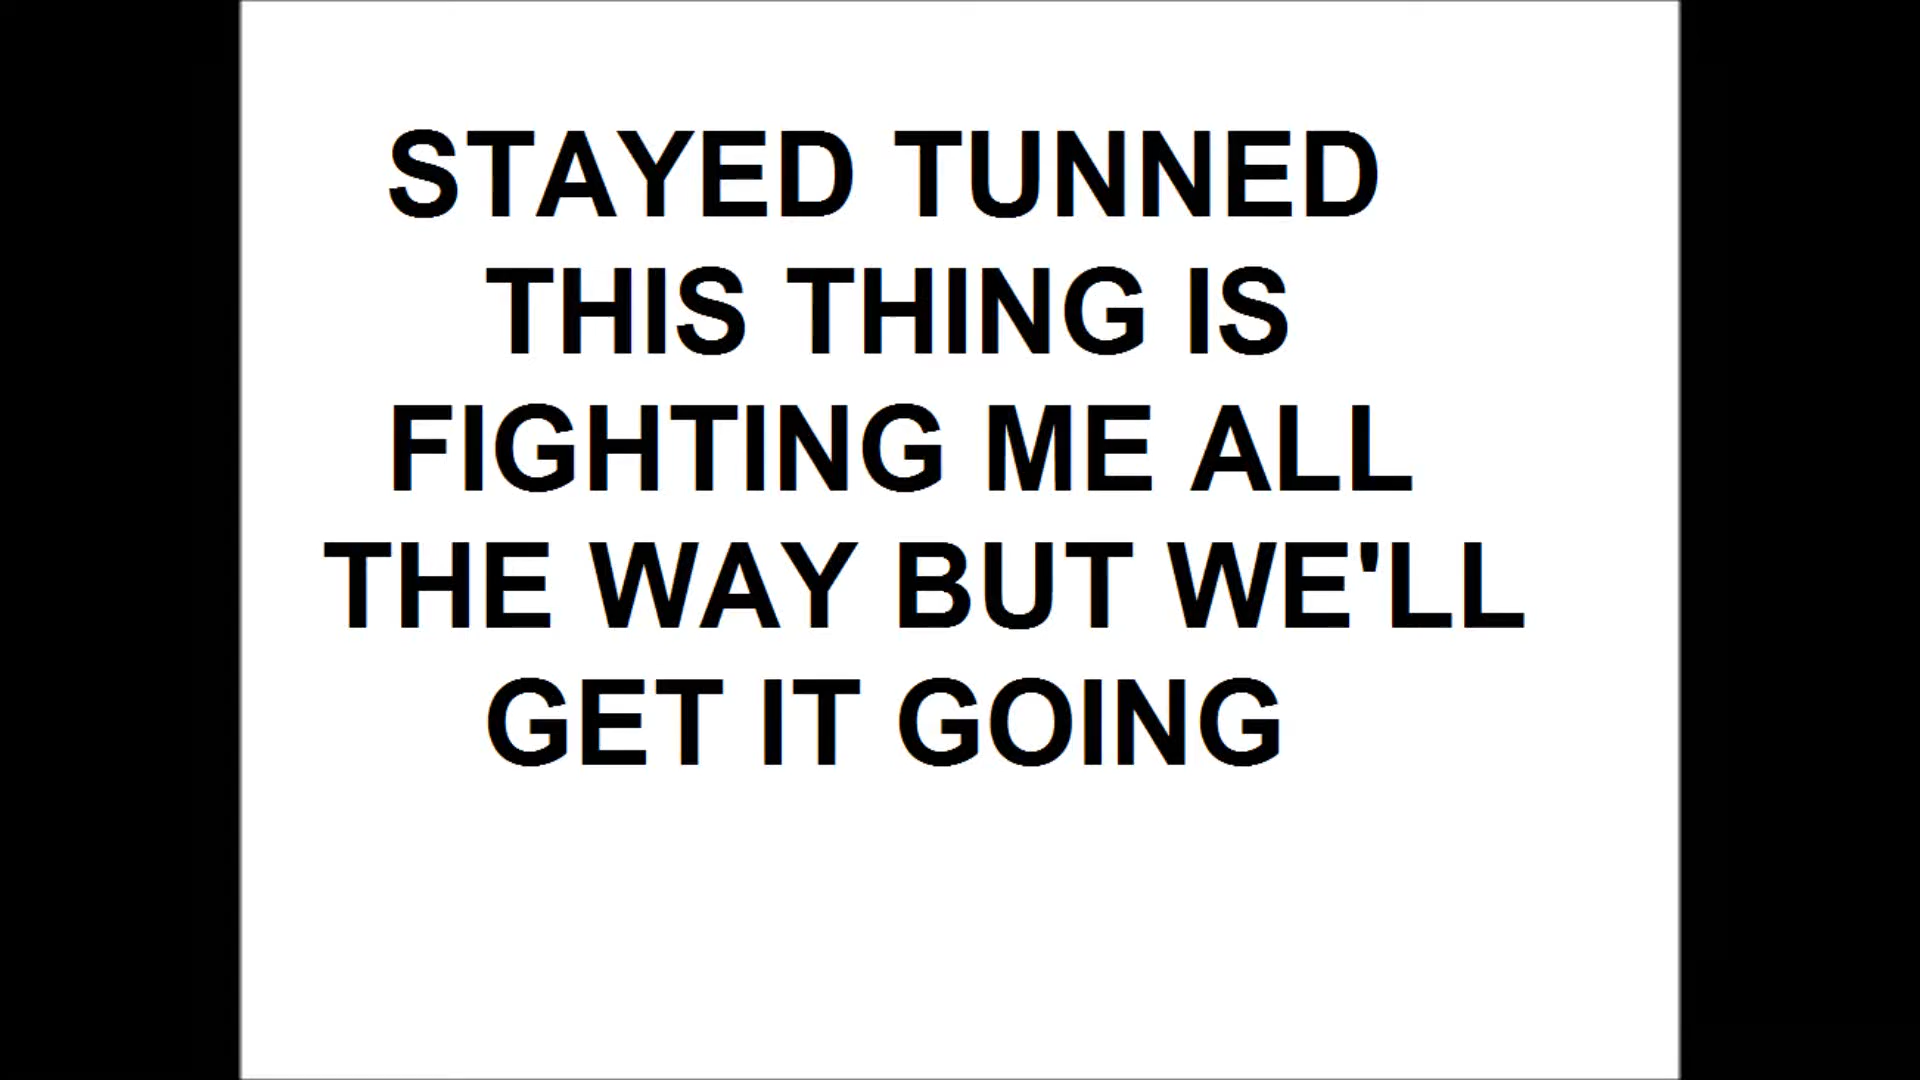 STAYED TUNNED
THIS THING IS
FIGHTING ME ALL
THE WAY BUT WE'LL
GET IT GOING